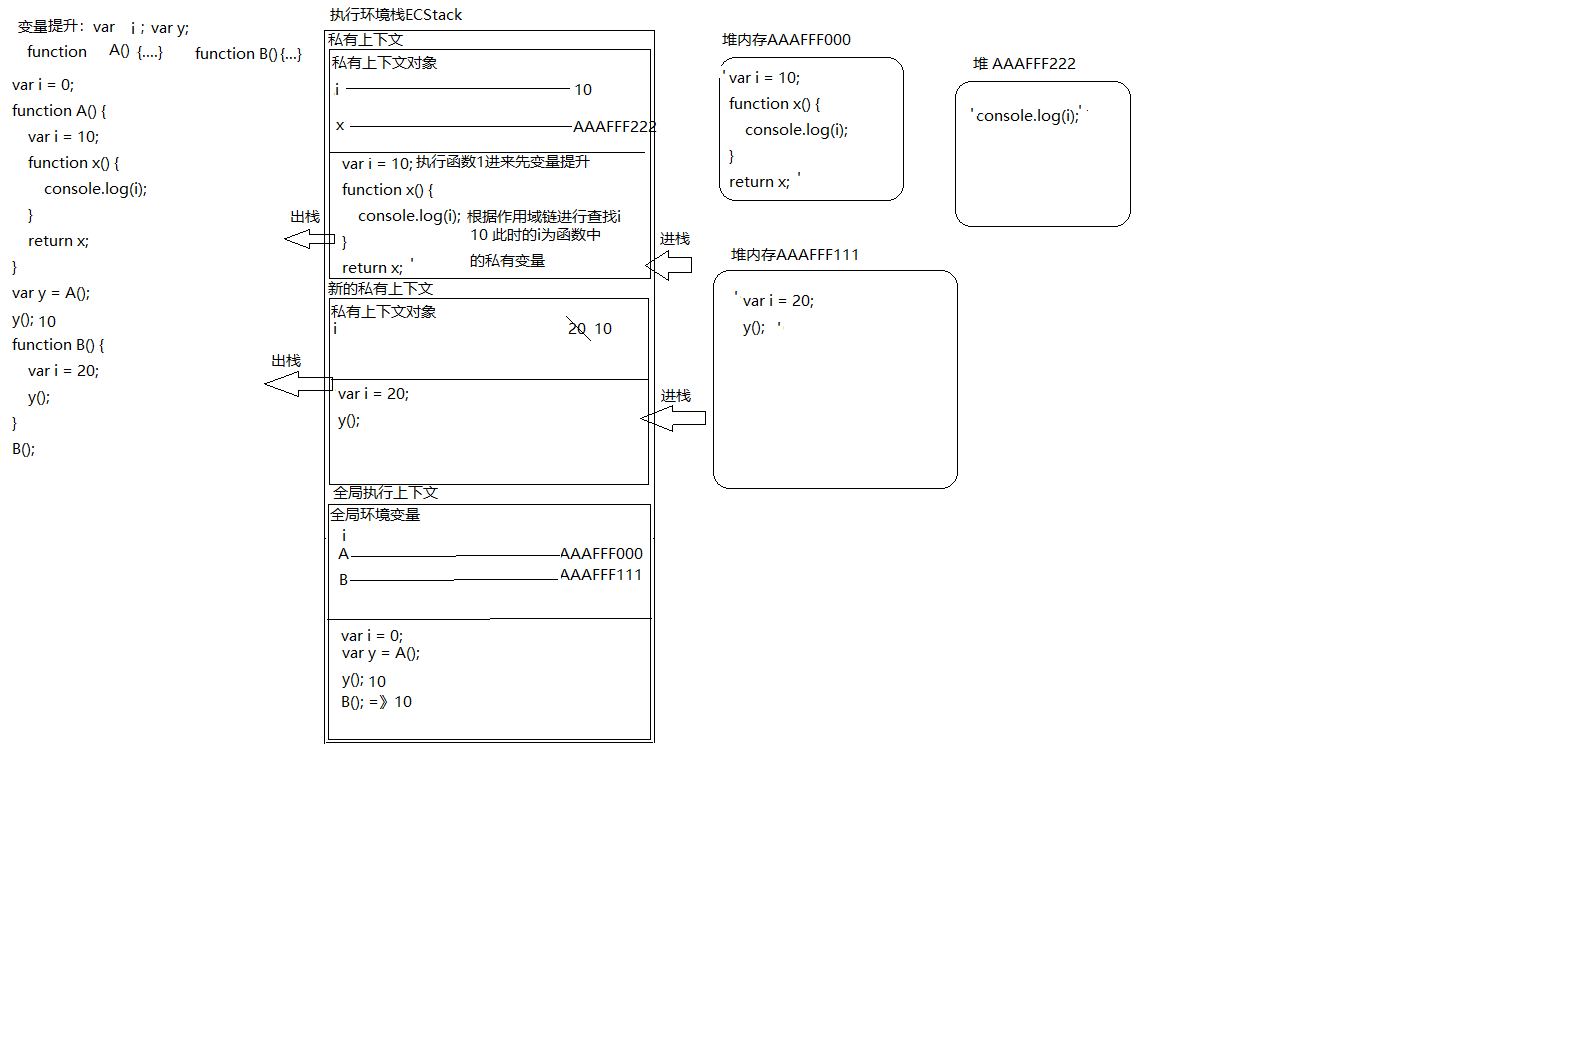 变量提升：var i ; var y;
function A() {....} function B() {...}
var i = 0;
function A() {
var i = 10;
function x() {
console.log(i);
}
return x;
}
var y = A();
y(); 10
function B() {
var i = 20;
y();
}
B();
执行环境栈ECStack
私有上下文
私有上下文对象
i 10
x AAAFFF222
var i = 10; 执行函数1进来先变量提升
function x() {
console.log(i); 根据作用域链进行查找i
10 此时的i为函数中
}
的私有变量
return x; '
出栈
进栈
新的私有上下文
私有上下文对象
i 20 10
var i = 20;
y();
出栈
进栈
全局执行上下文
全局环境变量
i
A AAAFFF000
B AAAFFF111
var i = 0;
var y = A();
y(); 10
B(); =》10
堆内存AAAFFF000
' var i = 10;
function x() {
console.log(i);
}
return x; '
堆 AAAFFF222
'console.log(i);'
堆内存AAAFFF111
' var i = 20;
y(); '